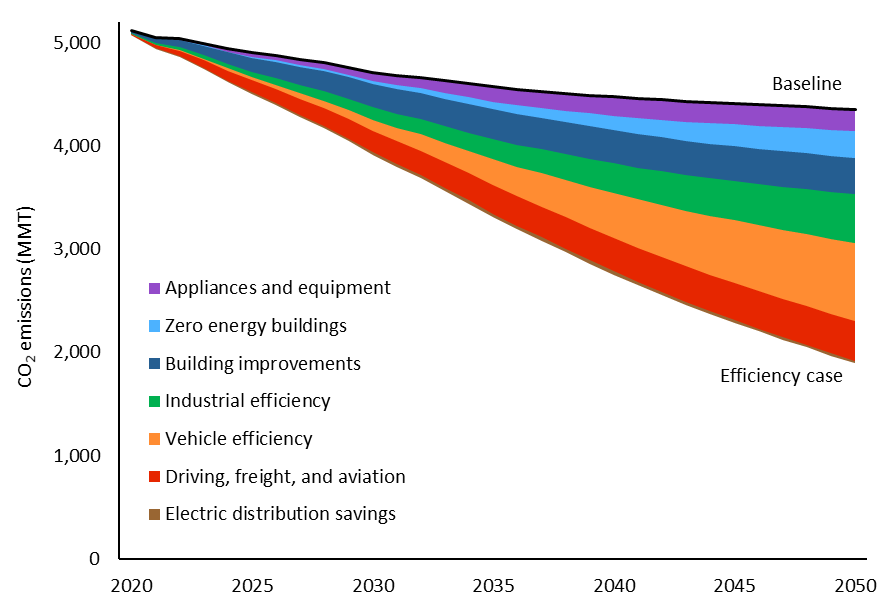 5,000
4,000
3,000
2,000
1,000
0
CO₂ emissions (MMT)
Baseline
Efficiency case
Appliances and equipment
Zero energy buildings
Building improvements
Industrial efficiency
Vehicle efficiency
Driving, freight, and aviation
Electric distribution savings
2020 2025 2030 2035 2040 2045 2050